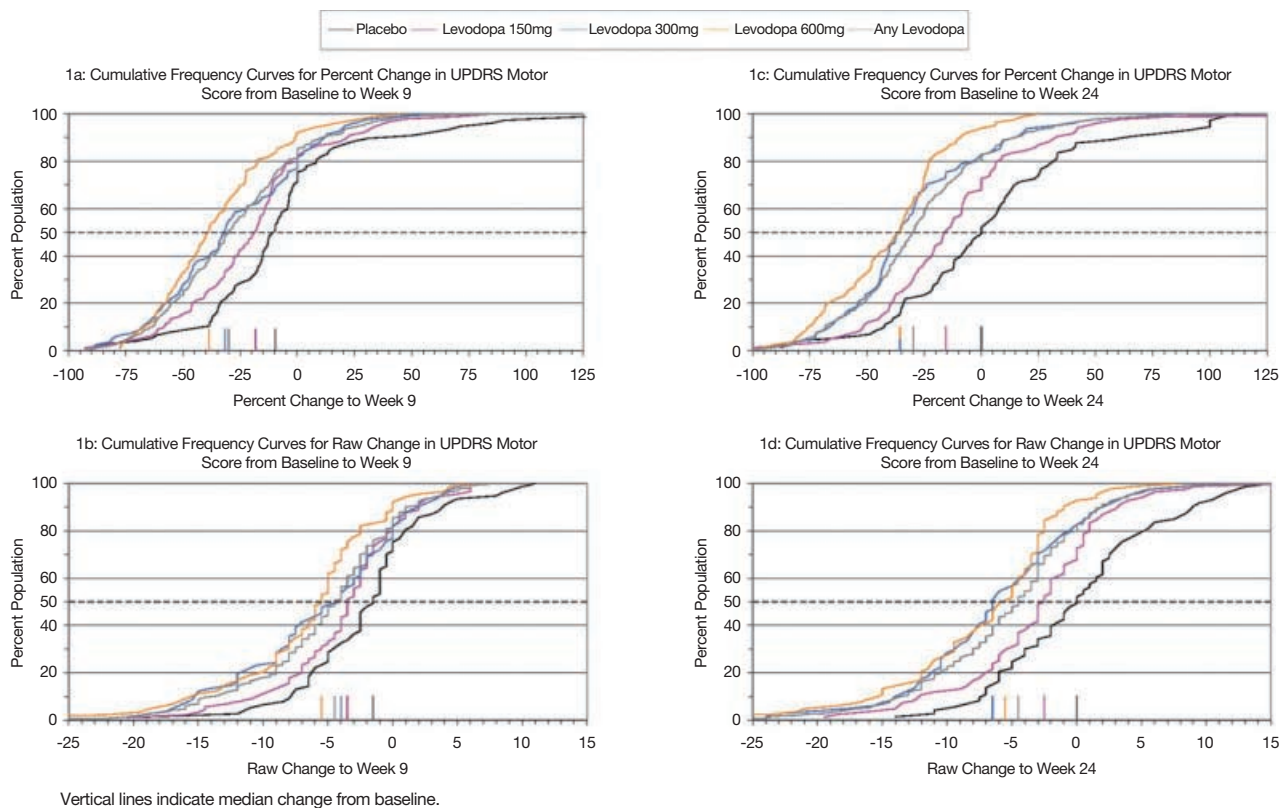 Placebo Levodopa 150mg Levodopa 300mg Levodopa 600mg Any Levodopa
1a: Cumulative Frequency Curves for Percent Change in UPDRS Motor
Score from Baseline to Week 9
Percent Population
100
80
60
50
40
20
0
-100 -75 -50 -25 0 25 50 75 100 125
Percent Change to Week 9
1c: Cumulative Frequency Curves for Percent Change in UPDRS Motor
Score from Baseline to Week 24
Percent Population
100
80
60
50
40
20
0
-100 -75 -50 -25 0 25 50 75 100 125
Percent Change to Week 24
1b: Cumulative Frequency Curves for Raw Change in UPDRS Motor
Score from Baseline to Week 9
Percent Population
100
80
60
50
40
20
0
-25 -20 -15 -10 -5 0 5 10 15
Raw Change to Week 9
1d: Cumulative Frequency Curves for Raw Change in UPDRS Motor
Score from Baseline to Week 24
Percent Population
100
80
60
50
40
20
0
-25 -20 -15 -10 -5 0 5 10 15
Raw Change to Week 24
Vertical lines indicate median change from baseline.